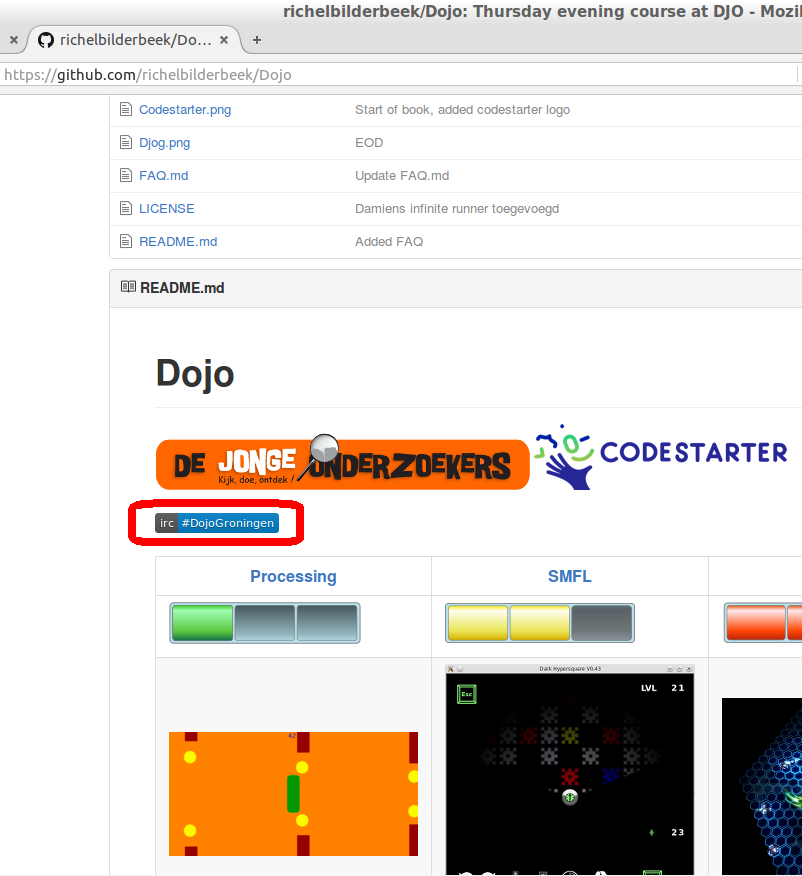 richelbilderbeek/Dojo: Thursday evening course at DJO - Mozil
richelbilderbeek/Do...
https://github.com/richelbilderbeek/Dojo
Codestarter.png Start of book, added codestarter logo
Djog.png EOD
FAQ.md Update FAQ.md
LICENSE Damiens infinite runner toegevoegd
README.md Added FAQ
README.md
Dojo
DE JONGE ONDERZOEKERS
Kijk, doe, ontdek!
CODESTARTER
irc #DojoGroningen
Processing SMFL
Dark Hypersquare V0.43
Esc LVL 21
42
23